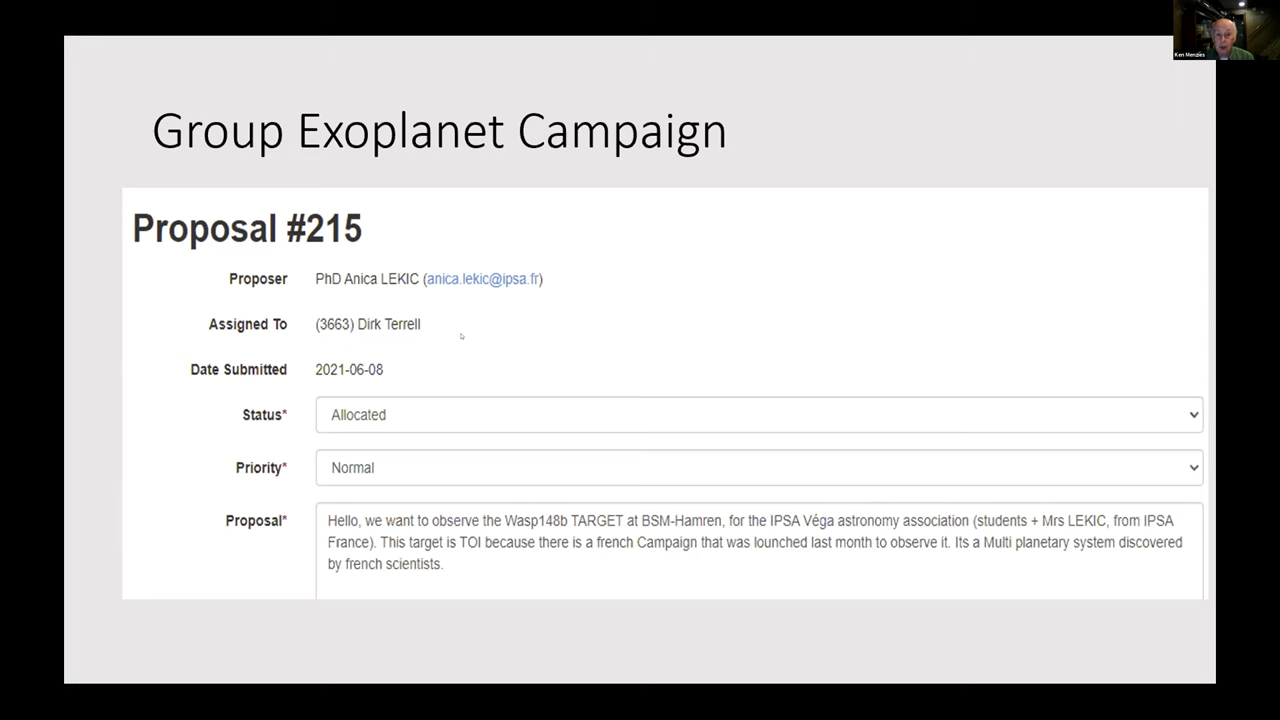 Ken Menzies
Group Exoplanet Campaign
Proposal #215
Proposer PhD Anica LEKIC (anica.lekic@ipsa.fr)
Assigned To (3663) Dirk Terrell
Date Submitted 2021-06-08
Status* Allocated
Priority* Normal
Proposal* Hello, we want to observe the Wasp148b TARGET at BSM-Hamren, for the IPSA Véga astronomy association (students + Mrs LEKIC, from IPSA
France). This target is TOI because there is a french Campaign that was lounched last month to observe it. Its a Multi planetary system discovered
by french scientists.